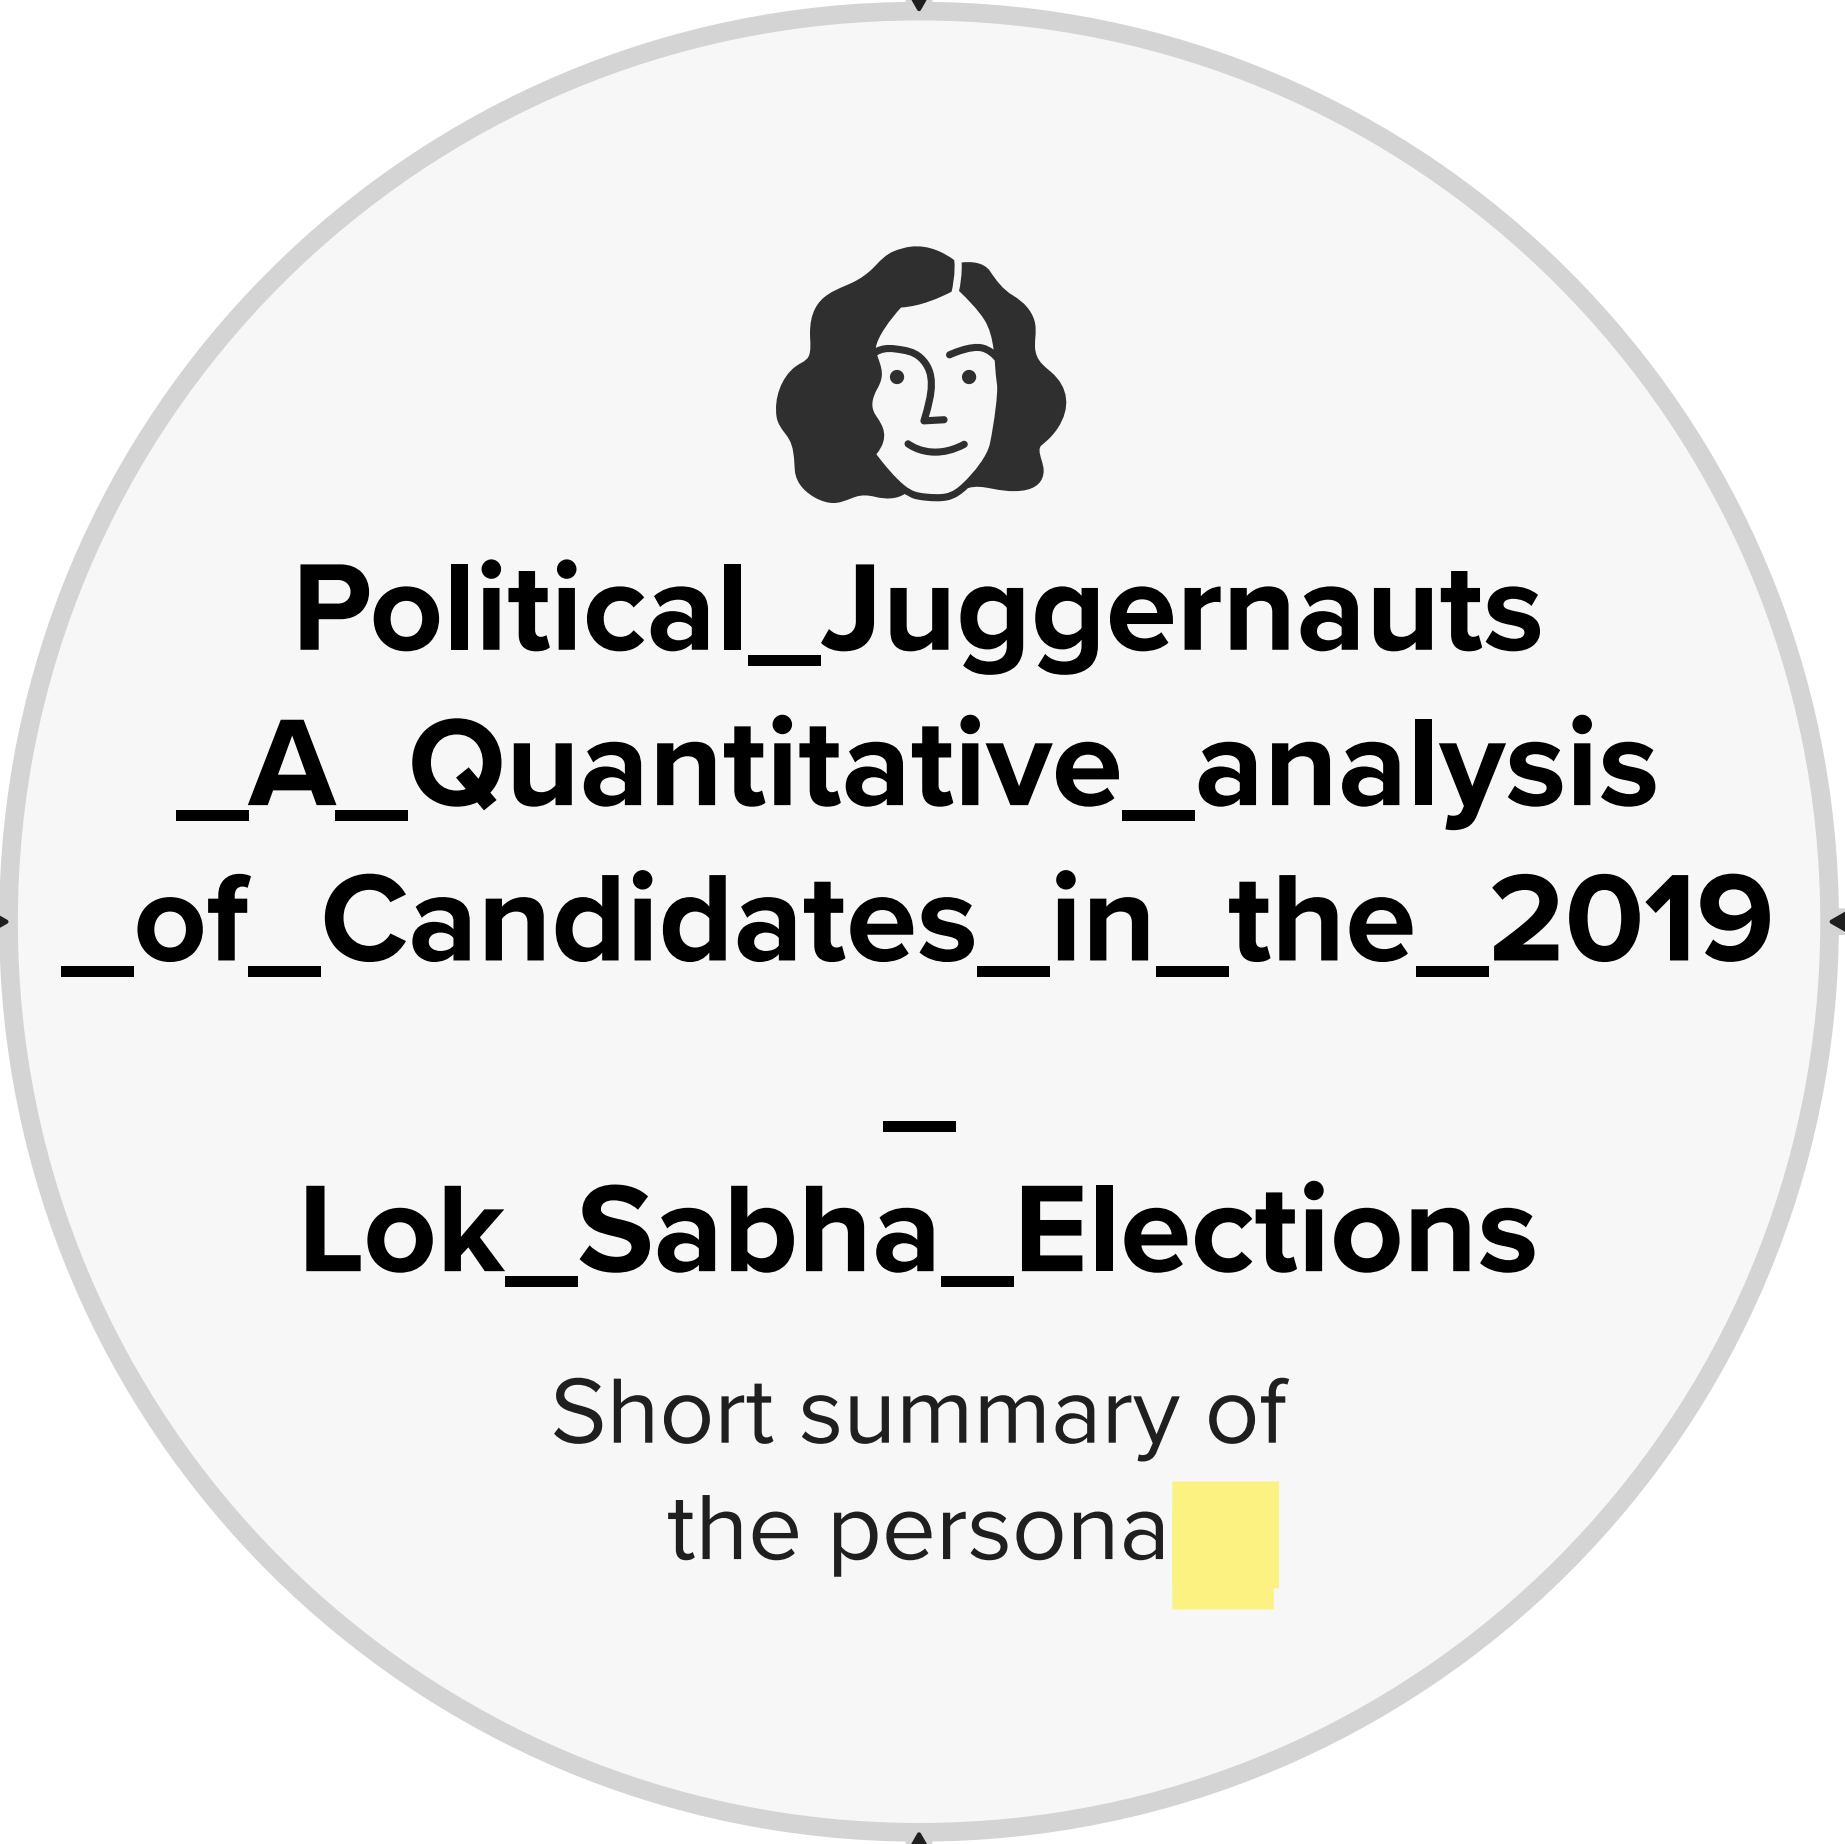 Political_Juggernauts
_A_Quantitative_analysis
_of_Candidates_in_the_2019
_
Lok_Sabha_Elections
Short summary of
the persona